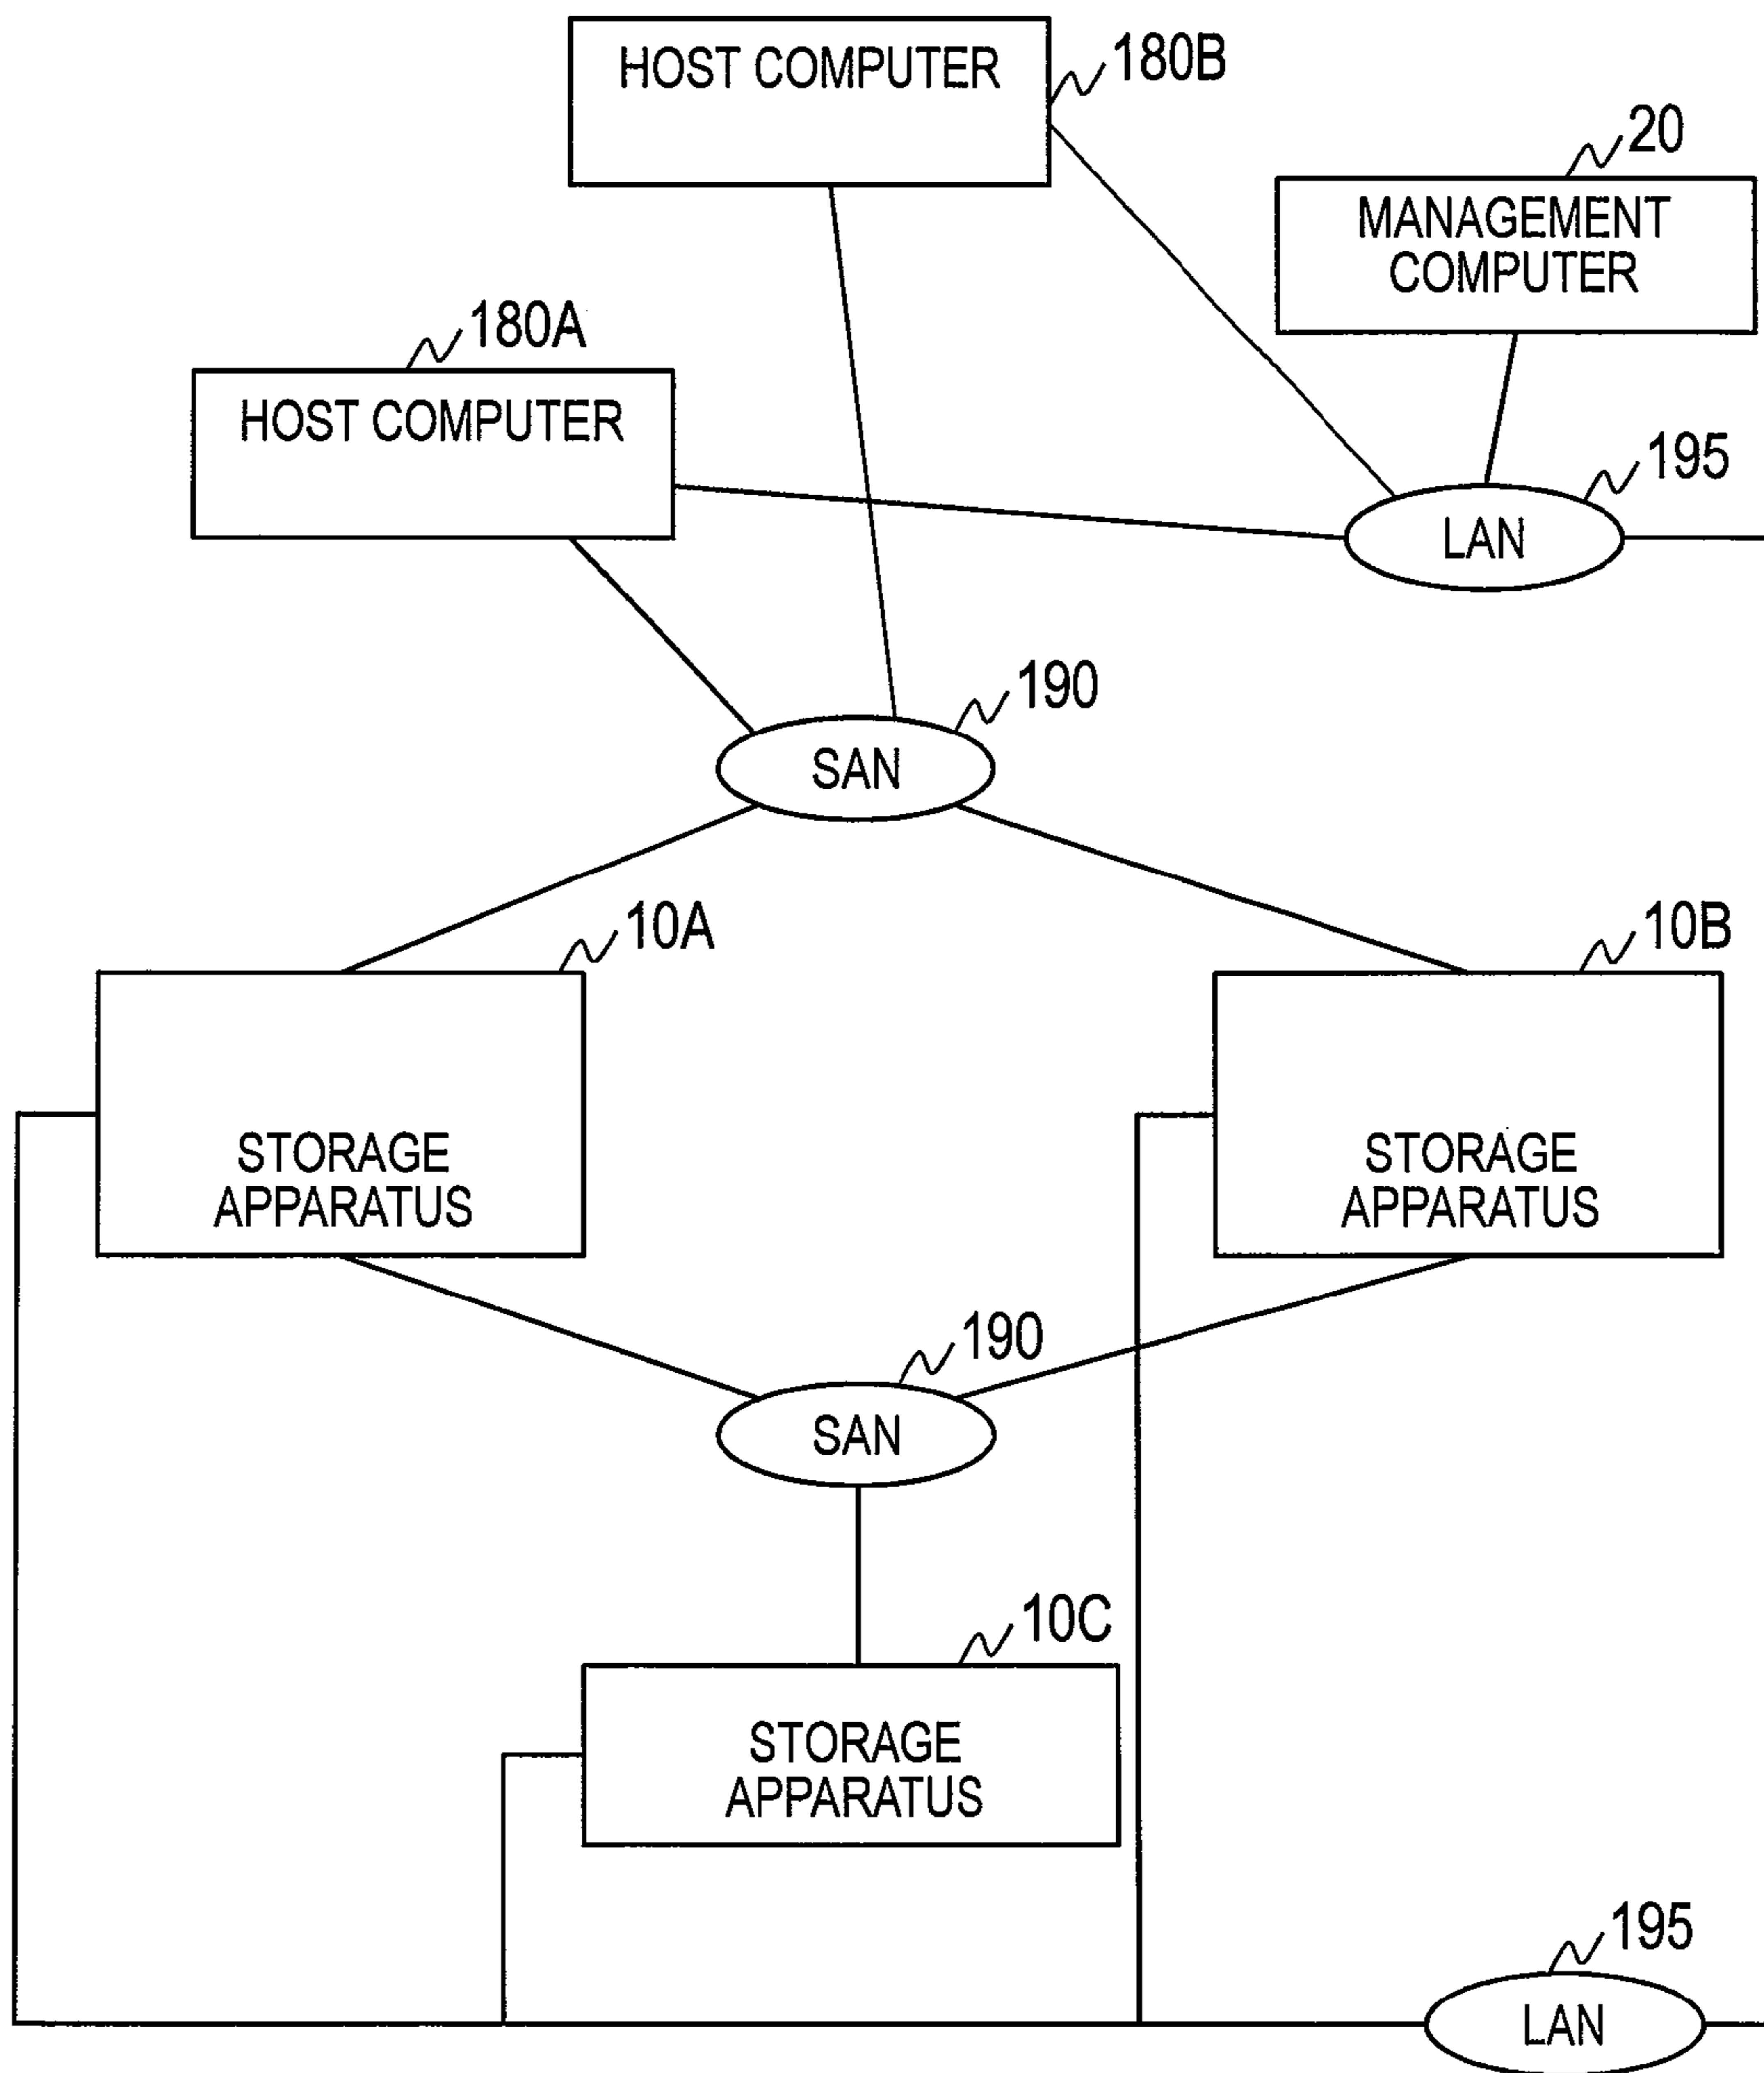 HOST COMPUTER
180B
20
MANAGEMENT
COMPUTER
180A
HOST COMPUTER
195
LAN
190
SAN
10A
10B
STORAGE
APPARATUS
STORAGE
APPARATUS
190
SAN
10C
STORAGE
APPARATUS
195
LAN